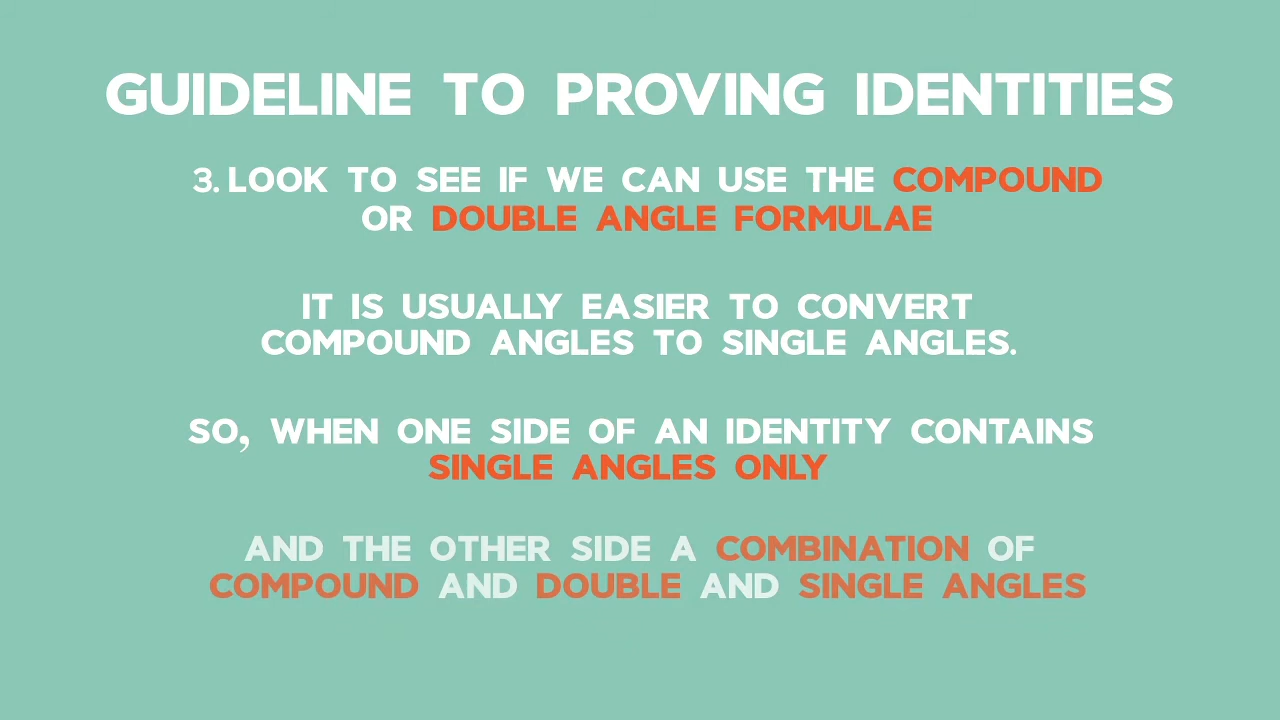 GUIDELINE TO PROVING IDENTITIES
3. LOOK TO SEE IF WE CAN USE THE COMPOUND
OR DOUBLE ANGLE FORMULAE
IT IS USUALLY EASIER TO CONVERT
COMPOUND ANGLES TO SINGLE ANGLES.
SO, WHEN ONE SIDE OF AN IDENTITY CONTAINS
SINGLE ANGLES ONLY
AND THE OTHER SIDE A COMBINATION OF
COMPOUND AND DOUBLE AND SINGLE ANGLES